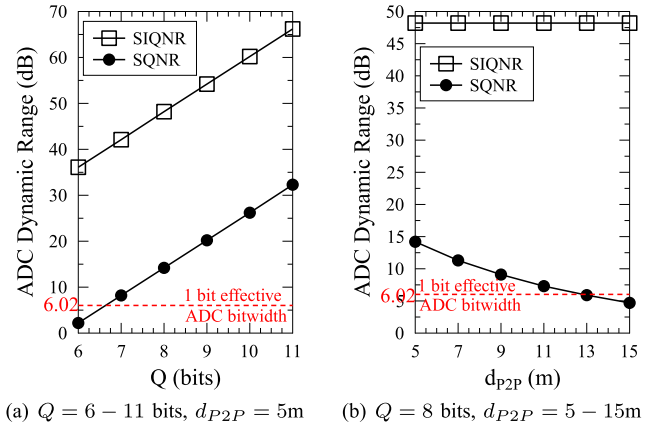 ADC Dynamic Range (dB)
70
60
50
40
30
20
10
0
6.02
SIQNR
SQNR
1 bit effective
ADC bitwidth
6 7 8 9 10 11
Q (bits)
(a) Q = 6 − 11 bits, dP2P = 5m
ADC Dynamic Range (dB)
50
45
40
35
30
25
20
15
10
5
0
6.02
SIQNR
SQNR
1 bit effective
ADC bitwidth
5 7 9 11 13 15
dP2P (m)
(b) Q = 8 bits, dP2P = 5 − 15m